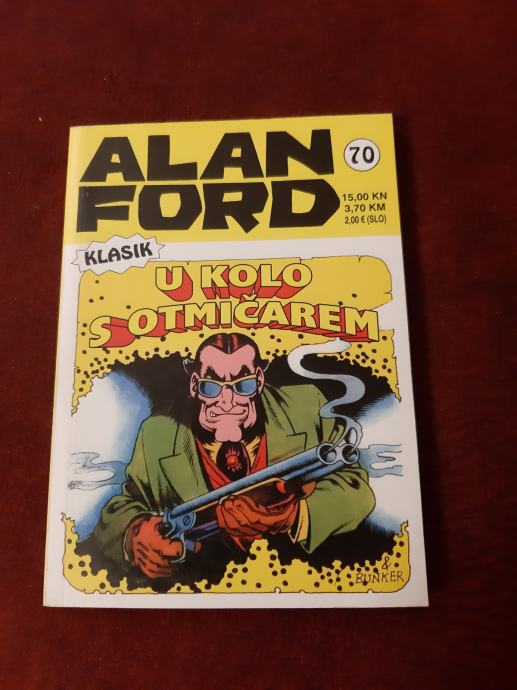 ALAN
FORD
70
15,00 KN
3,70 KM
2,00 € (SLO)
KLASIK
U KOLO
S OTMIČAREM
&
BUNKER